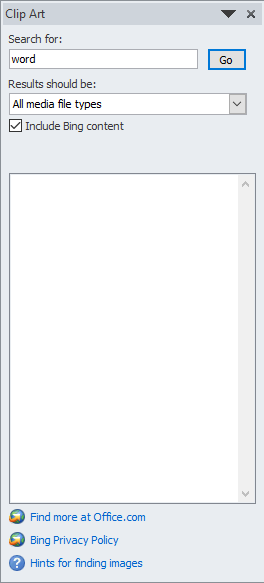 Clip Art
Search for:
word
Go
Results should be:
All media file types
Include Bing content
Find more at Office.com
Bing Privacy Policy
Hints for finding images